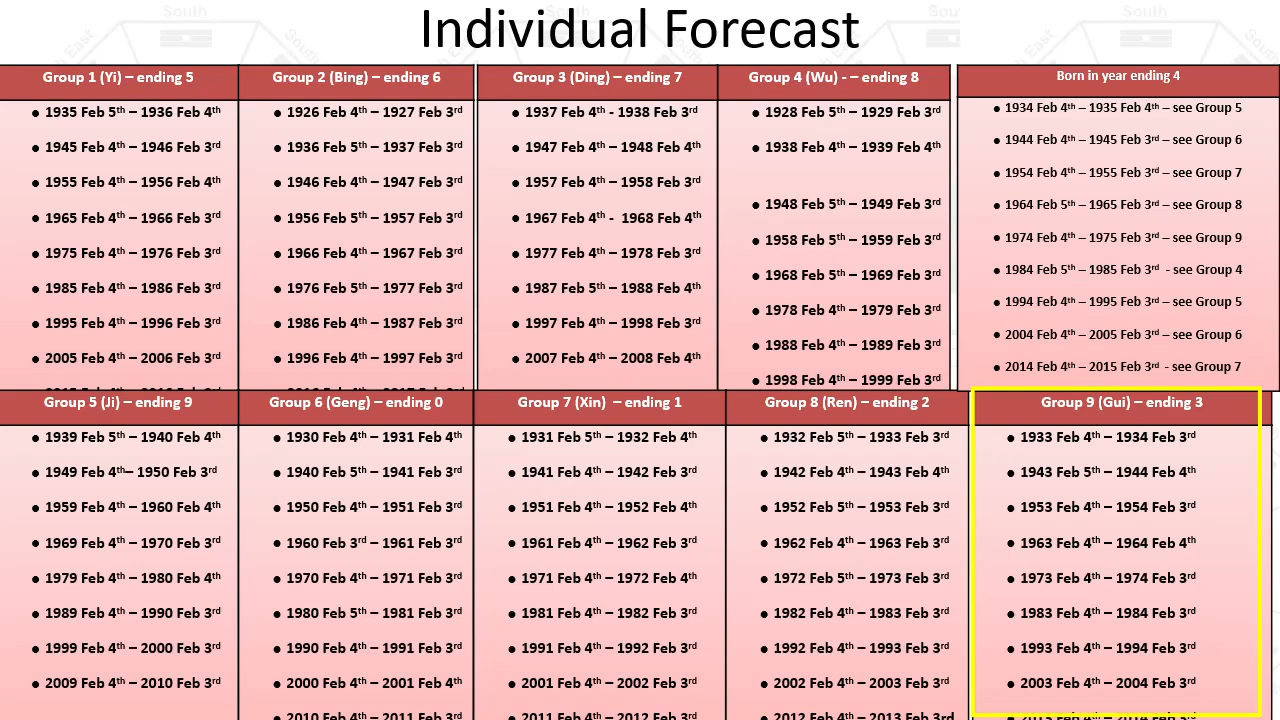 Individual Forecast
Group 1 (Yi) – ending 5
1935 Feb 5th – 1936 Feb 4th
1945 Feb 4th – 1946 Feb 3rd
1955 Feb 4th – 1956 Feb 4th
1965 Feb 4th – 1966 Feb 3rd
1975 Feb 4th – 1976 Feb 3rd
1985 Feb 4th – 1986 Feb 3rd
1995 Feb 4th – 1996 Feb 3rd
2005 Feb 4th – 2006 Feb 3rd
Group 2 (Bing) – ending 6
1926 Feb 4th – 1927 Feb 3rd
1936 Feb 5th – 1937 Feb 3rd
1946 Feb 4th – 1947 Feb 3rd
1956 Feb 5th – 1957 Feb 3rd
1966 Feb 4th – 1967 Feb 3rd
1976 Feb 5th – 1977 Feb 3rd
1986 Feb 4th – 1987 Feb 3rd
1996 Feb 4th – 1997 Feb 3rd
Group 3 (Ding) – ending 7
1937 Feb 4th - 1938 Feb 3rd
1947 Feb 4th – 1948 Feb 4th
1957 Feb 4th – 1958 Feb 3rd
1967 Feb 4th - 1968 Feb 4th
1977 Feb 4th – 1978 Feb 3rd
1987 Feb 5th – 1988 Feb 4th
1997 Feb 4th – 1998 Feb 3rd
2007 Feb 4th – 2008 Feb 4th
Group 4 (Wu) - – ending 8
1928 Feb 5th – 1929 Feb 3rd
1938 Feb 4th – 1939 Feb 4th
1948 Feb 5th – 1949 Feb 3rd
1958 Feb 5th – 1959 Feb 3rd
1968 Feb 5th – 1969 Feb 3rd
1978 Feb 4th – 1979 Feb 3rd
1988 Feb 4th – 1989 Feb 3rd
1998 Feb 4th – 1999 Feb 3rd
Born in year ending 4
1934 Feb 4th – 1935 Feb 4th – see Group 5
1944 Feb 4th – 1945 Feb 3rd – see Group 6
1954 Feb 4th – 1955 Feb 3rd – see Group 7
1964 Feb 5th – 1965 Feb 3rd – see Group 8
1974 Feb 4th – 1975 Feb 3rd – see Group 9
1984 Feb 5th – 1985 Feb 3rd - see Group 4
1994 Feb 4th – 1995 Feb 3rd – see Group 5
2004 Feb 4th – 2005 Feb 3rd – see Group 6
2014 Feb 4th – 2015 Feb 3rd - see Group 7
Group 5 (Ji) – ending 9
1939 Feb 5th – 1940 Feb 4th
1949 Feb 4th– 1950 Feb 3rd
1959 Feb 4th – 1960 Feb 4th
1969 Feb 4th – 1970 Feb 3rd
1979 Feb 4th – 1980 Feb 4th
1989 Feb 4th – 1990 Feb 3rd
1999 Feb 4th – 2000 Feb 3rd
2009 Feb 4th – 2010 Feb 3rd
Group 6 (Geng) – ending 0
1930 Feb 4th – 1931 Feb 4th
1940 Feb 5th – 1941 Feb 3rd
1950 Feb 4th – 1951 Feb 3rd
1960 Feb 3rd – 1961 Feb 3rd
1970 Feb 4th – 1971 Feb 3rd
1980 Feb 5th – 1981 Feb 3rd
1990 Feb 4th – 1991 Feb 3rd
2000 Feb 4th – 2001 Feb 4th
2010 Feb 4th – 2011 Feb 3rd
Group 7 (Xin) – ending 1
1931 Feb 5th – 1932 Feb 4th
1941 Feb 4th – 1942 Feb 3rd
1951 Feb 4th – 1952 Feb 4th
1961 Feb 4th – 1962 Feb 3rd
1971 Feb 4th – 1972 Feb 4th
1981 Feb 4th – 1982 Feb 3rd
1991 Feb 4th – 1992 Feb 3rd
2001 Feb 4th – 2002 Feb 3rd
2011 Feb 4th – 2012 Feb 3rd
Group 8 (Ren) – ending 2
1932 Feb 5th – 1933 Feb 3rd
1942 Feb 4th – 1943 Feb 4th
1952 Feb 5th – 1953 Feb 3rd
1962 Feb 4th – 1963 Feb 3rd
1972 Feb 5th – 1973 Feb 3rd
1982 Feb 4th – 1983 Feb 3rd
1992 Feb 4th – 1993 Feb 3rd
2002 Feb 4th – 2003 Feb 3rd
2012 Feb 4th – 2013 Feb 3rd
Group 9 (Gui) – ending 3
1933 Feb 4th – 1934 Feb 3rd
1943 Feb 5th – 1944 Feb 4th
1953 Feb 4th – 1954 Feb 3rd
1963 Feb 4th – 1964 Feb 4th
1973 Feb 4th – 1974 Feb 3rd
1983 Feb 4th – 1984 Feb 3rd
1993 Feb 4th – 1994 Feb 3rd
2003 Feb 4th – 2004 Feb 3rd